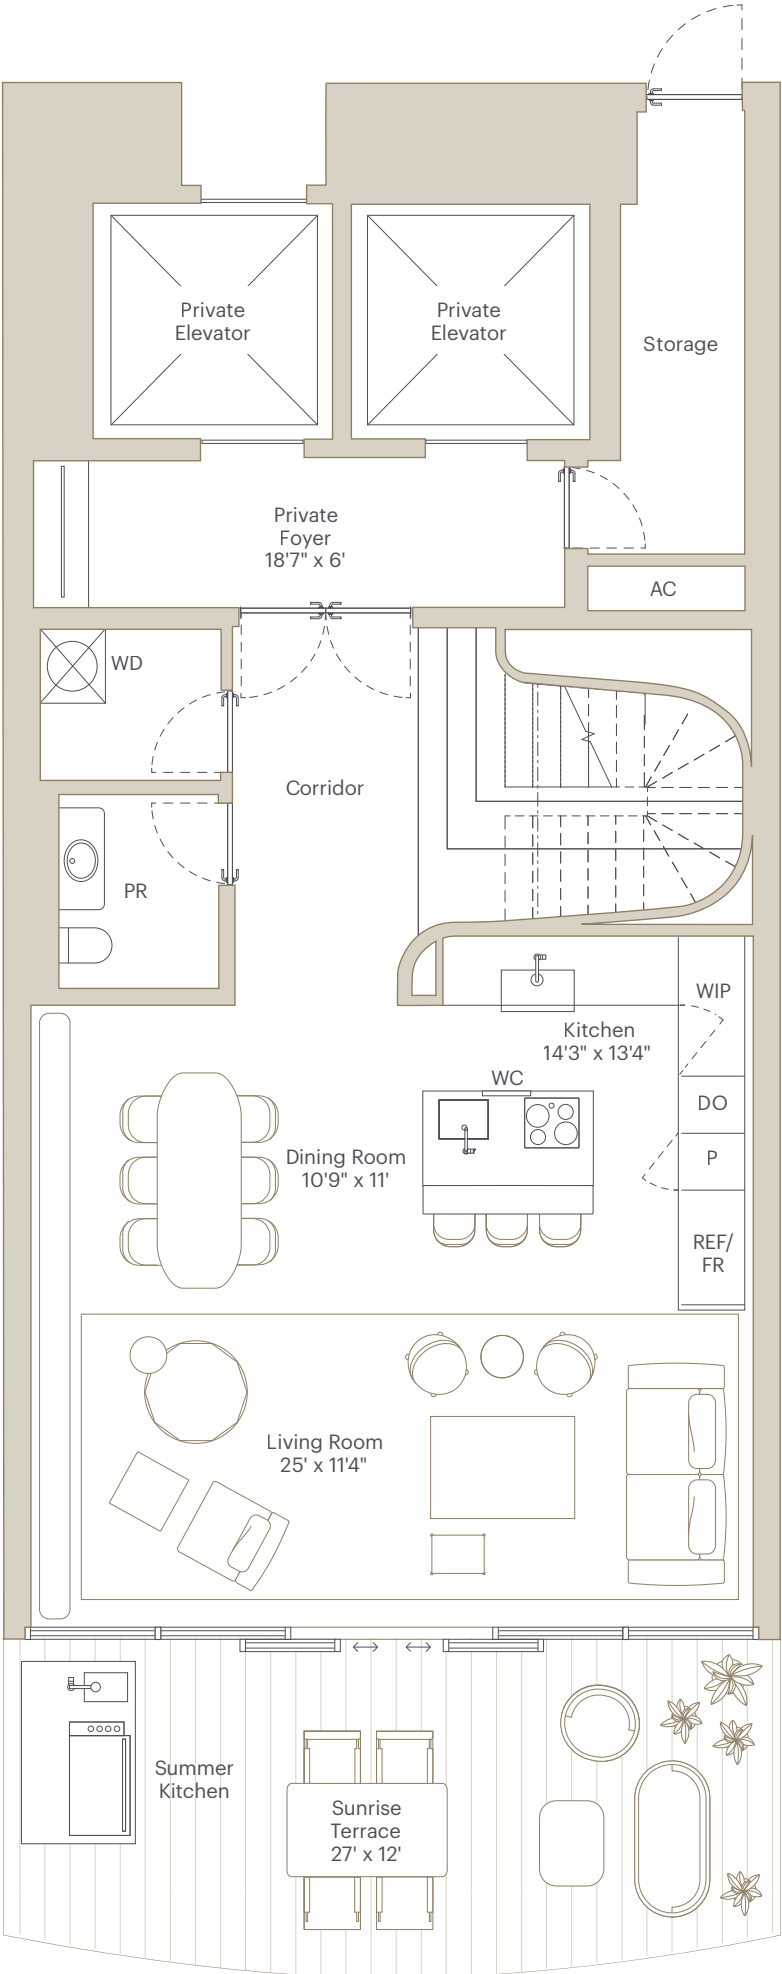 Private
Elevator
Private
Elevator
Storage
Private
Foyer
18'7" x 6'
AC
WD
Corridor
PR
WIP
Kitchen
14'3" x 13'4"
WC
DO
Dining Room
10'9" x 11'
P
REF/
FR
Living Room
25' x 11'4"
Summer
Kitchen
Sunrise
Terrace
27' x 12'